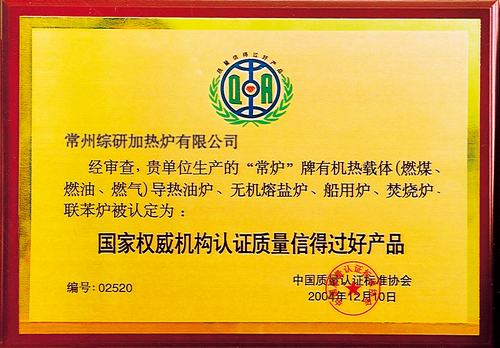 质量信得过好产品
QR
常州综研加热炉有限公司
经审查，贵单位生产的“常炉”牌有机热载体(燃煤、
燃油、燃气)导热油炉、无机熔盐炉、船用炉、焚烧炉、
联苯炉被认定为：
国家权威机构认证质量信得过好产品
编号：02520
中国质量认证标准协会
2004年12月10日